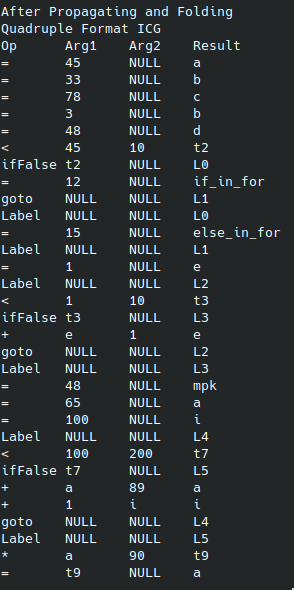 After Propagating and Folding
Quadruple Format ICG
Op Arg1 Arg2 Result
= 45 NULL a
= 33 NULL b
= 78 NULL c
= 3 NULL b
= 48 NULL d
< 45 10 t2
ifFalse t2 NULL L0
= 12 NULL if_in_for
goto NULL NULL L1
Label NULL NULL L0
= 15 NULL else_in_for
Label NULL NULL L1
= 1 NULL e
Label NULL NULL L2
< 1 10 t3
ifFalse t3 NULL L3
+ e 1 e
goto NULL NULL L2
Label NULL NULL L3
= 48 NULL mpk
= 65 NULL a
= 100 NULL i
Label NULL NULL L4
< 100 200 t7
ifFalse t7 NULL L5
+ a 89 a
+ 1 i i
goto NULL NULL L4
Label NULL NULL L5
* a 90 t9
= t9 NULL a